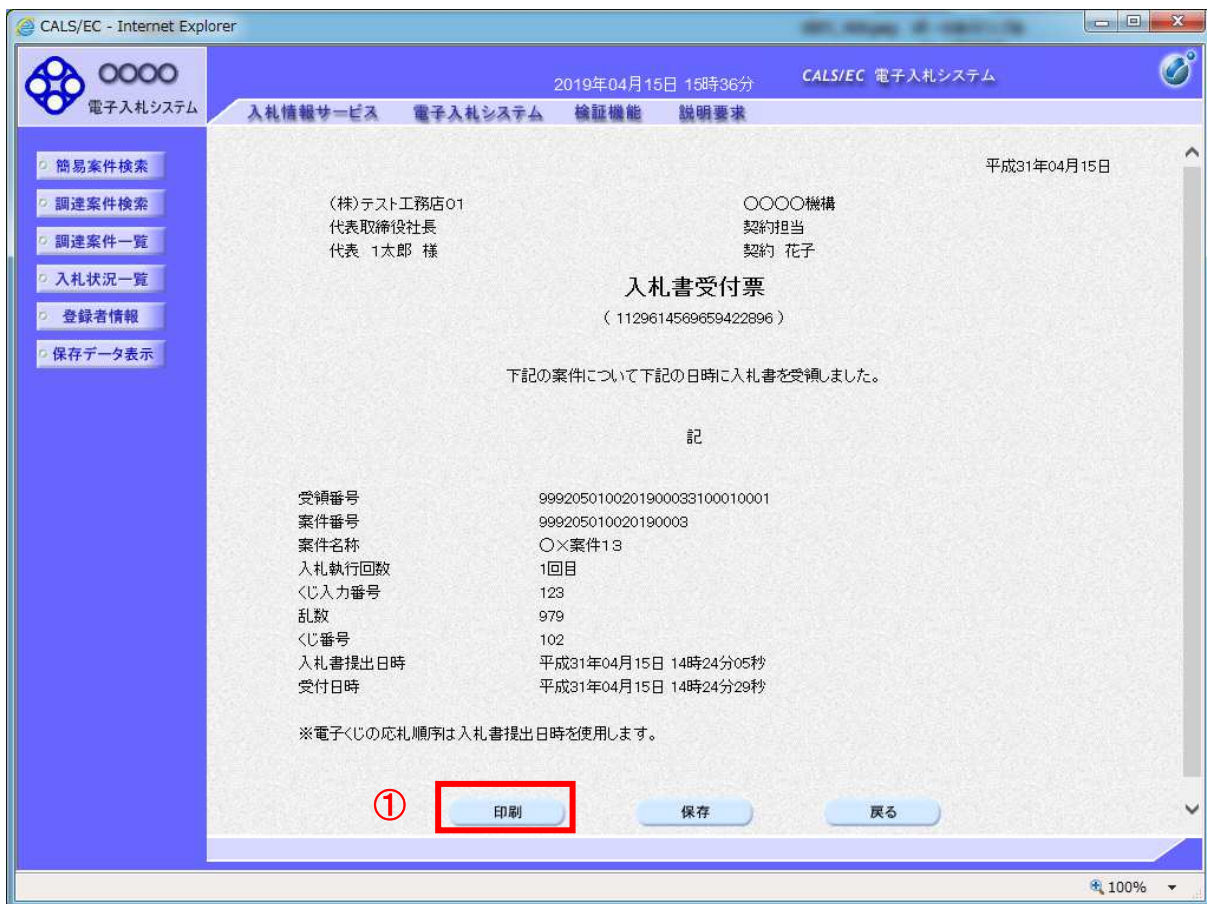 CALS/EC - Internet Explorer
〇〇〇〇
電子入札システム
2019年04月15日 15時36分
CALS/EC 電子入札システム
入札情報サービス 電子入札システム 検証機能 説明要求
簡易案件検索
調達案件検索
調達案件一覧
入札状況一覧
登録者情報
保存データ表示
平成31年04月15日
(株)テスト工務店01
代表取締役社長
代表 1太郎 様
〇〇〇〇機構
契約担当
契約 花子
入札書受付票
( 1129614569659422896 )
下記の案件について下記の日時に入札書を受領しました。
記
受領番号 9992050100201900033100010001
案件番号 999205010020190003
案件名称 〇×案件13
入札執行回数 1回目
くじ入力番号 123
乱数 979
くじ番号 102
入札書提出日時 平成31年04月15日 14時24分05秒
受付日時 平成31年04月15日 14時24分29秒
※電子くじの応札順序は入札書提出日時を使用します。
① 印刷 保存 戻る
100%